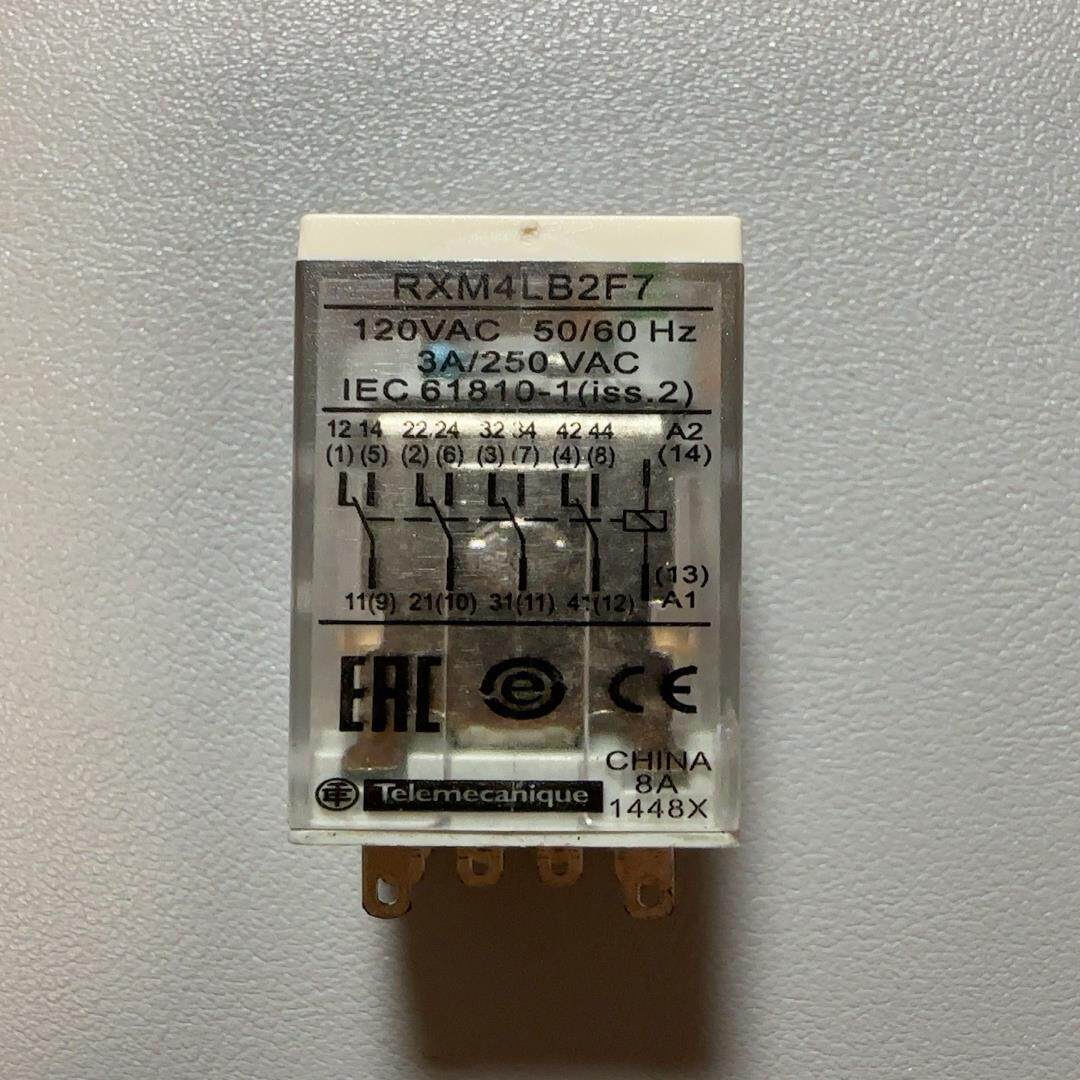 RXM4LB2F7
120VAC 50/60 Hz
3A/250 VAC
IEC 61810-1(iss.2)
12 14 22 24 32 34 42 44 A2
(1) (5) (2) (6) (3) (7) (4) (8) (14)
(13)
11(9) 21(10) 31(11) 41(12) A1
EAC e CE
CHINA
8A
TE Telemecanique 1448X